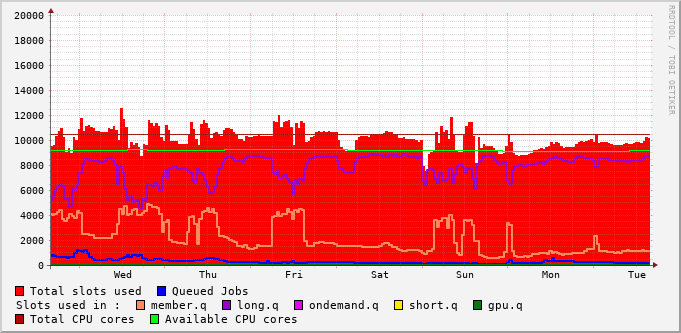 20000
18000
16000
14000
12000
10000
8000
6000
4000
2000
0
Wed Thu Fri Sat Sun Mon Tue
RRDTOOL / TOBI OETIKER
Total slots used Queued Jobs
Slots used in : member.q long.q ondemand.q short.q gpu.q
Total CPU cores Available CPU cores